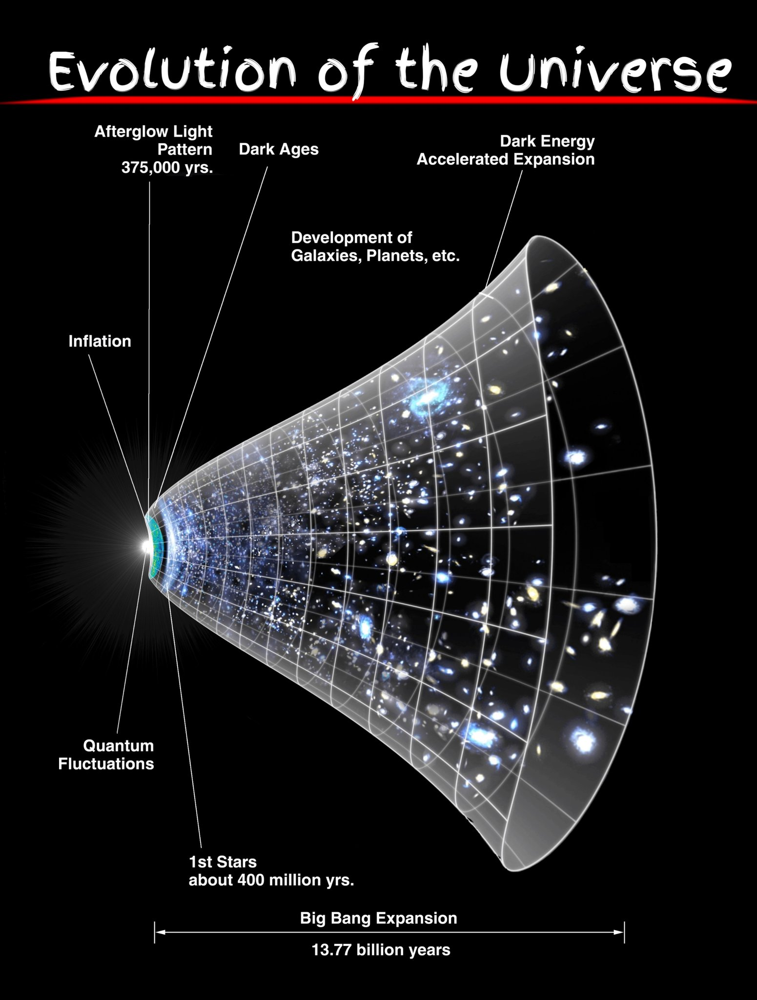 Evolution of the Universe
Afterglow Light
Pattern
375,000 yrs.
Dark Ages
Dark Energy
Accelerated Expansion
Development of
Galaxies, Planets, etc.
Inflation
Quantum
Fluctuations
1st Stars
about 400 million yrs.
Big Bang Expansion
13.77 billion years